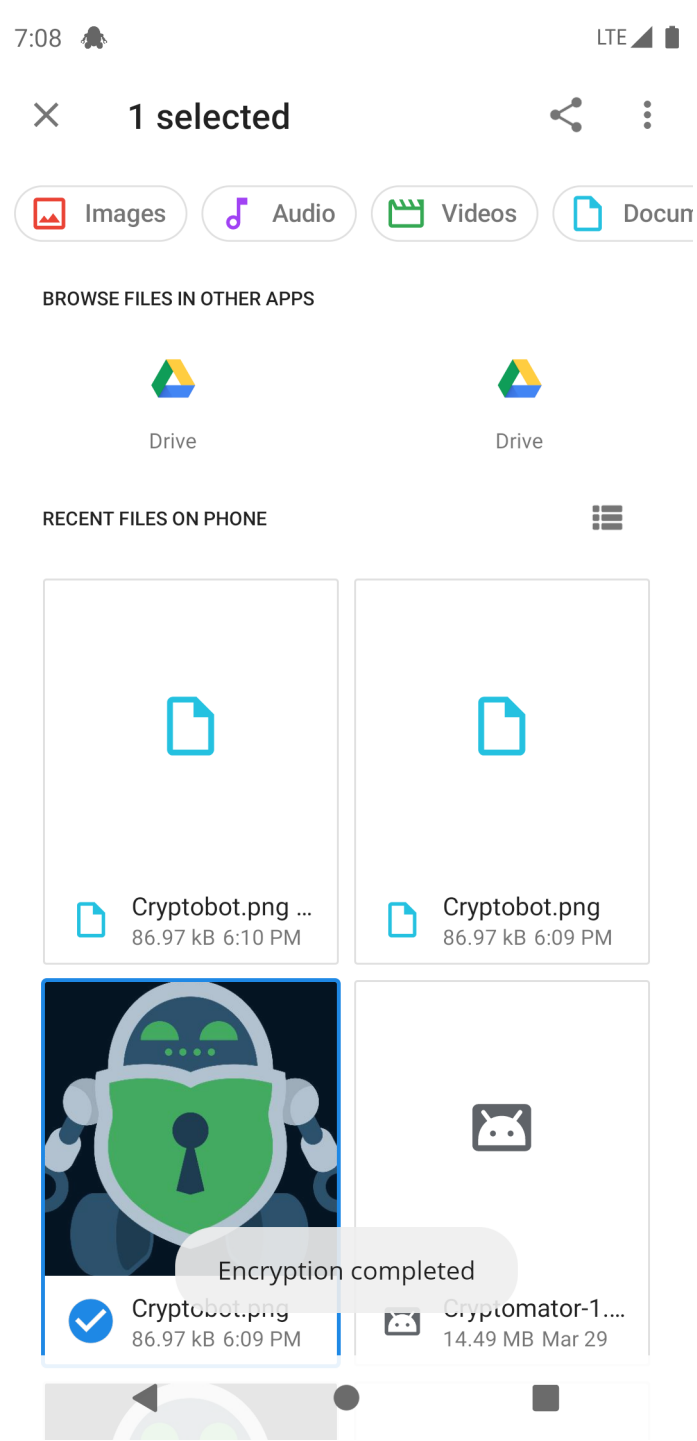 7:08
LTE
1 selected
Images
Audio
Videos
Docum
BROWSE FILES IN OTHER APPS
Drive
Drive
RECENT FILES ON PHONE
Cryptobot.png ...
86.97 kB 6:10 PM
Cryptobot.png
86.97 kB 6:09 PM
Encryption completed
Cryptobot.png
86.97 kB 6:09 PM
Cryptomator-1....
14.49 MB Mar 29